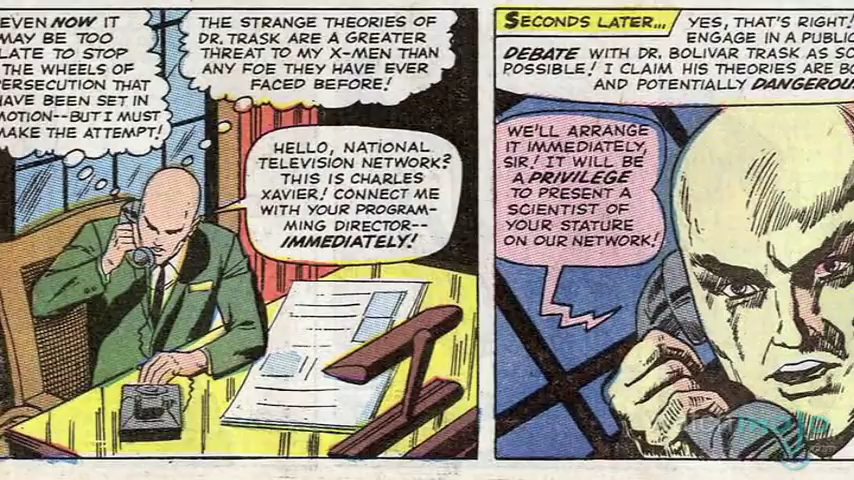 EVEN NOW IT
MAY BE TOO
LATE TO STOP
THE WHEELS OF
PERSECUTION THAT
HAVE BEEN SET IN
MOTION--BUT I MUST
MAKE THE ATTEMPT!
THE STRANGE THEORIES OF
DR. TRASK ARE A GREATER
THREAT TO MY X-MEN THAN
ANY FOE THEY HAVE EVER
FACED BEFORE!
HELLO, NATIONAL
TELEVISION NETWORK?
THIS IS CHARLES
XAVIER! CONNECT ME
WITH YOUR PROGRAM-
MING DIRECTOR--
IMMEDIATELY!
SECONDS LATER...
YES, THAT'S RIGHT!
ENGAGE IN A PUBLIC
DEBATE WITH DR. BOLIVAR TRASK AS SO
POSSIBLE! I CLAIM HIS THEORIES ARE BO
AND POTENTIALLY DANGEROUS
WE'LL ARRANGE
IT IMMEDIATELY,
SIR! IT WILL BE
A PRIVILEGE
TO PRESENT A
SCIENTIST OF
YOUR STATURE
ON OUR NETWORK!